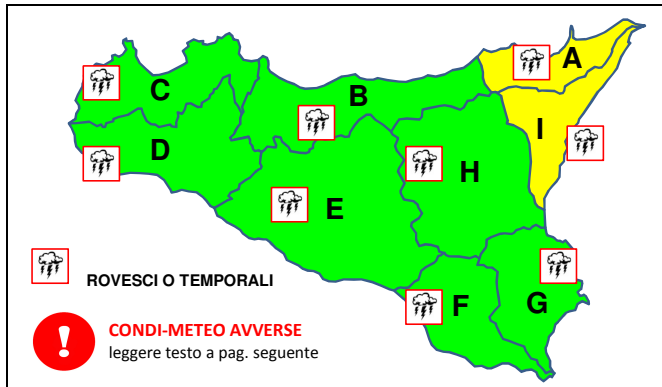 A
C
B
I
D
H
E
F
G
ROVESCI O TEMPORALI
!
CONDI-METEO AVVERSE
leggere testo a pag. seguente